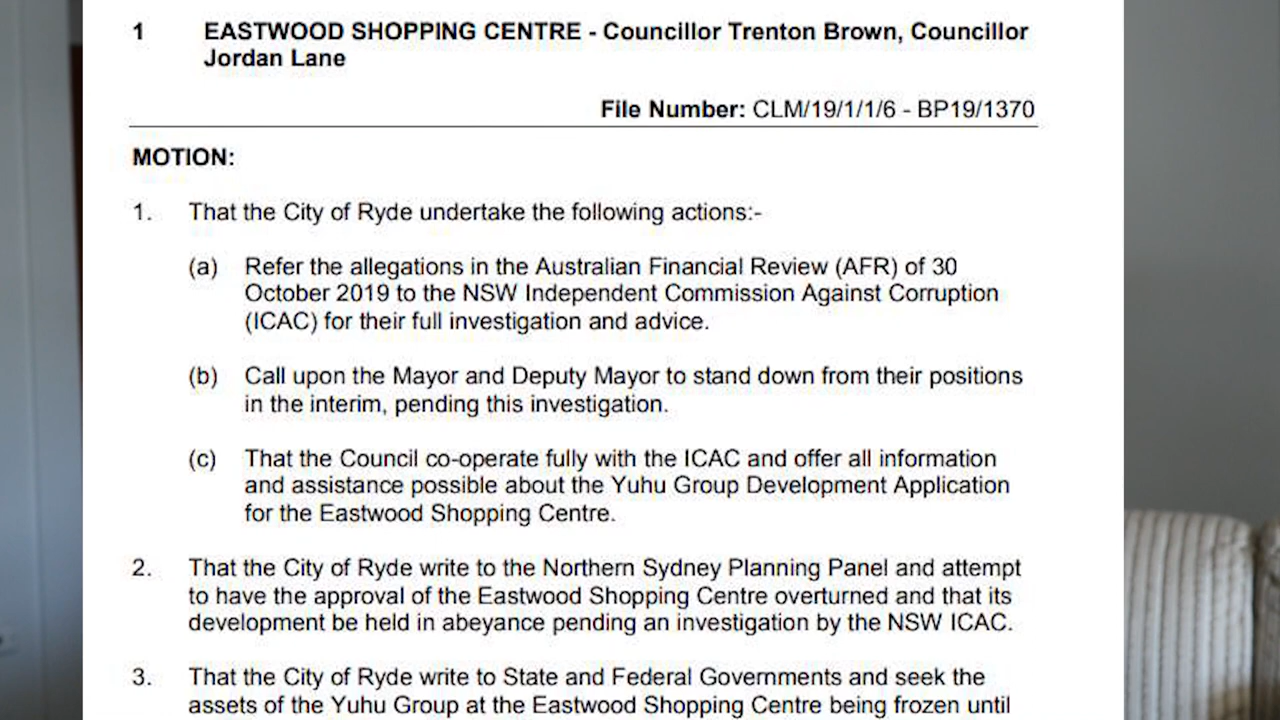 1 EASTWOOD SHOPPING CENTRE - Councillor Trenton Brown, Councillor
Jordan Lane
File Number: CLM/19/1/1/6 - BP19/1370
MOTION:
1. That the City of Ryde undertake the following actions:-
(a) Refer the allegations in the Australian Financial Review (AFR) of 30
October 2019 to the NSW Independent Commission Against Corruption
(ICAC) for their full investigation and advice.
(b) Call upon the Mayor and Deputy Mayor to stand down from their positions
in the interim, pending this investigation.
(c) That the Council co-operate fully with the ICAC and offer all information
and assistance possible about the Yuhu Group Development Application
for the Eastwood Shopping Centre.
2. That the City of Ryde write to the Northern Sydney Planning Panel and attempt
to have the approval of the Eastwood Shopping Centre overturned and that its
development be held in abeyance pending an investigation by the NSW ICAC.
3. That the City of Ryde write to State and Federal Governments and seek the
assets of the Yuhu Group at the Eastwood Shopping Centre being frozen until